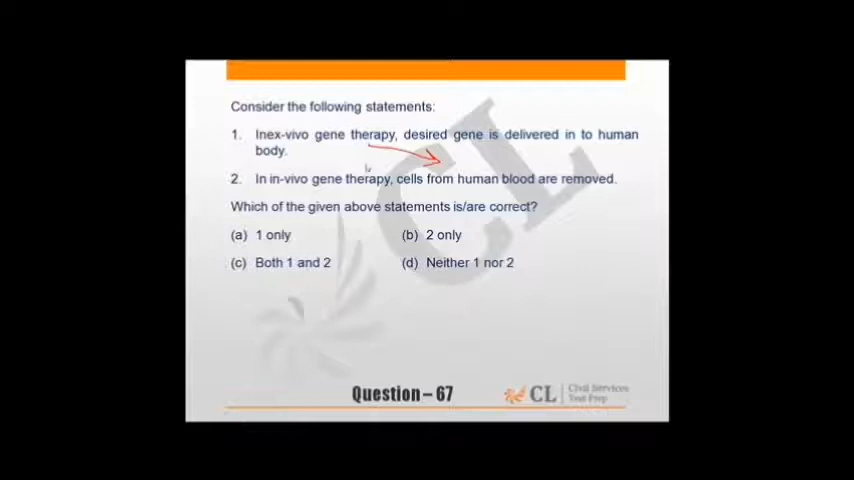 Consider the following statements:
1. Inex-vivo gene therapy, desired gene is delivered in to human
body.
2. In in-vivo gene therapy, cells from human blood are removed.
Which of the given above statements is/are correct?
(a) 1 only (b) 2 only
(c) Both 1 and 2 (d) Neither 1 nor 2
CL
Question – 67
CL Civil Services
Test Prep